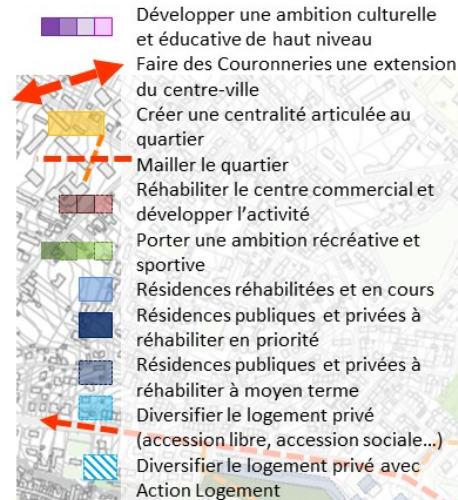 Développer une ambition culturelle
et éducative de haut niveau
Faire des Couronneries une extension
du centre-ville
Créer une centralité articulée au
quartier
Mailler le quartier
Réhabiliter le centre commercial et
développer l’activité
Porter une ambition récréative et
sportive
Résidences réhabilitées et en cours
Résidences publiques et privées à
réhabiliter en priorité
Résidences publiques et privées à
réhabiliter à moyen terme
Diversifier le logement privé
(accession libre, accession sociale…)
Diversifier le logement privé avec
Action Logement